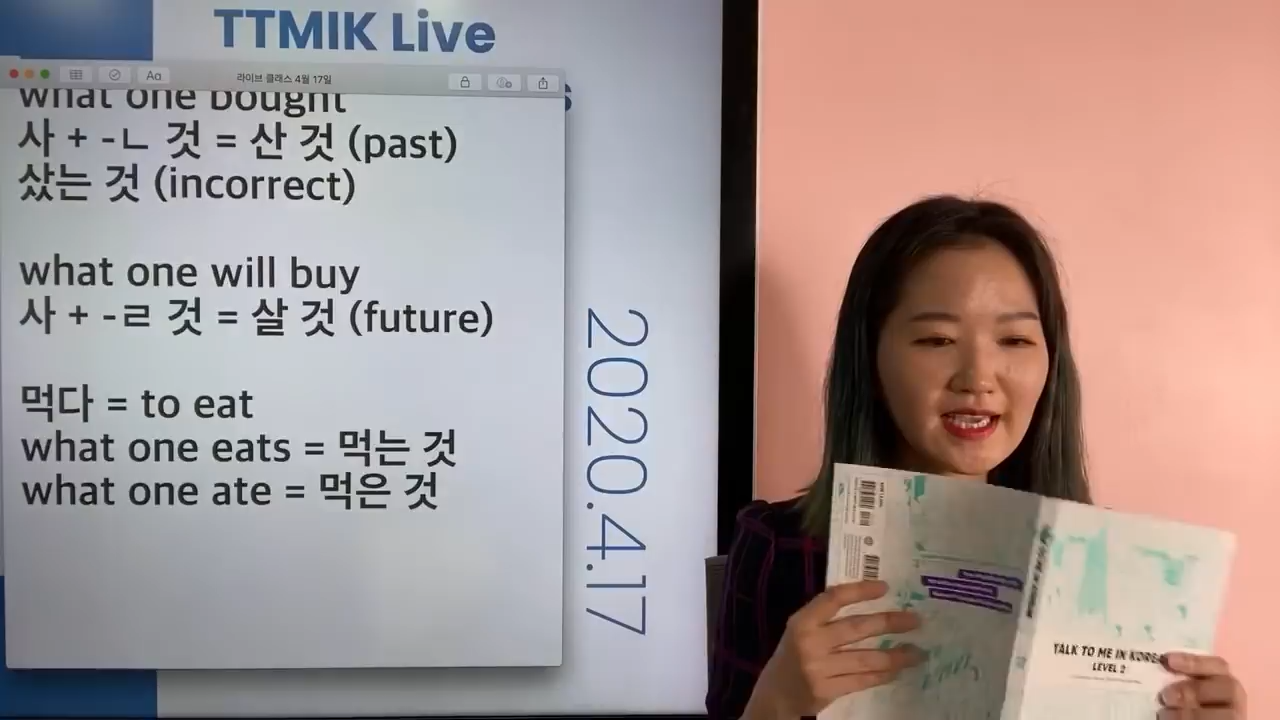 TTMIK Live
Aa
라이브 클래스 4월 17일
what one bought
사 + -ㄴ 것 = 산 것 (past)
샀는 것 (incorrect)
what one will buy
사 + -ㄹ 것 = 살 것 (future)
먹다 = to eat
what one eats = 먹는 것
what one ate = 먹은 것
2020.4.17
TALK TO ME IN KOREAN
LEVEL 2